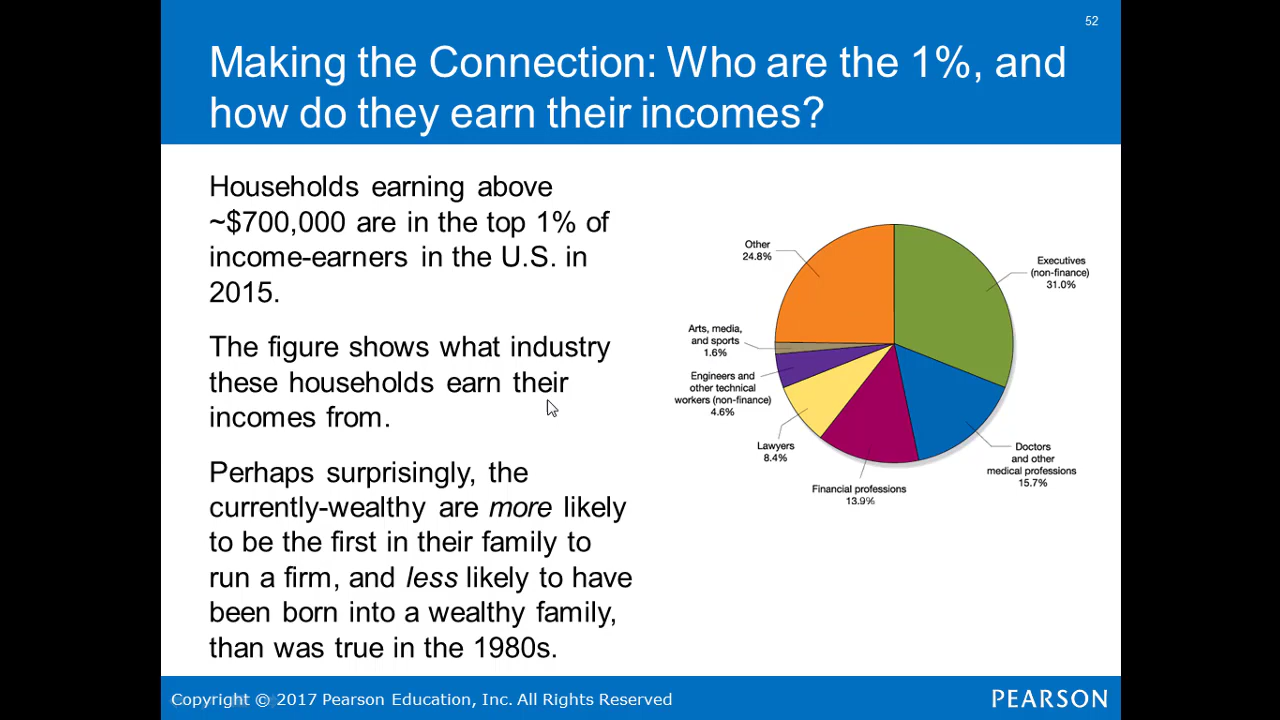 52
Making the Connection: Who are the 1%, and
how do they earn their incomes?
Households earning above
~$700,000 are in the top 1% of
income-earners in the U.S. in
2015.
The figure shows what industry
these households earn their
incomes from.
Perhaps surprisingly, the
currently-wealthy are more likely
to be the first in their family to
run a firm, and less likely to have
been born into a wealthy family,
than was true in the 1980s.
Other
24.8%
Executives
(non-finance)
31.0%
Arts, media,
and sports
1.6%
Engineers and
other technical
workers (non-finance)
4.6%
Lawyers
8.4%
Financial professions
13.9%
Doctors
and other
medical professions
15.7%
Copyright © 2017 Pearson Education, Inc. All Rights Reserved
PEARSON